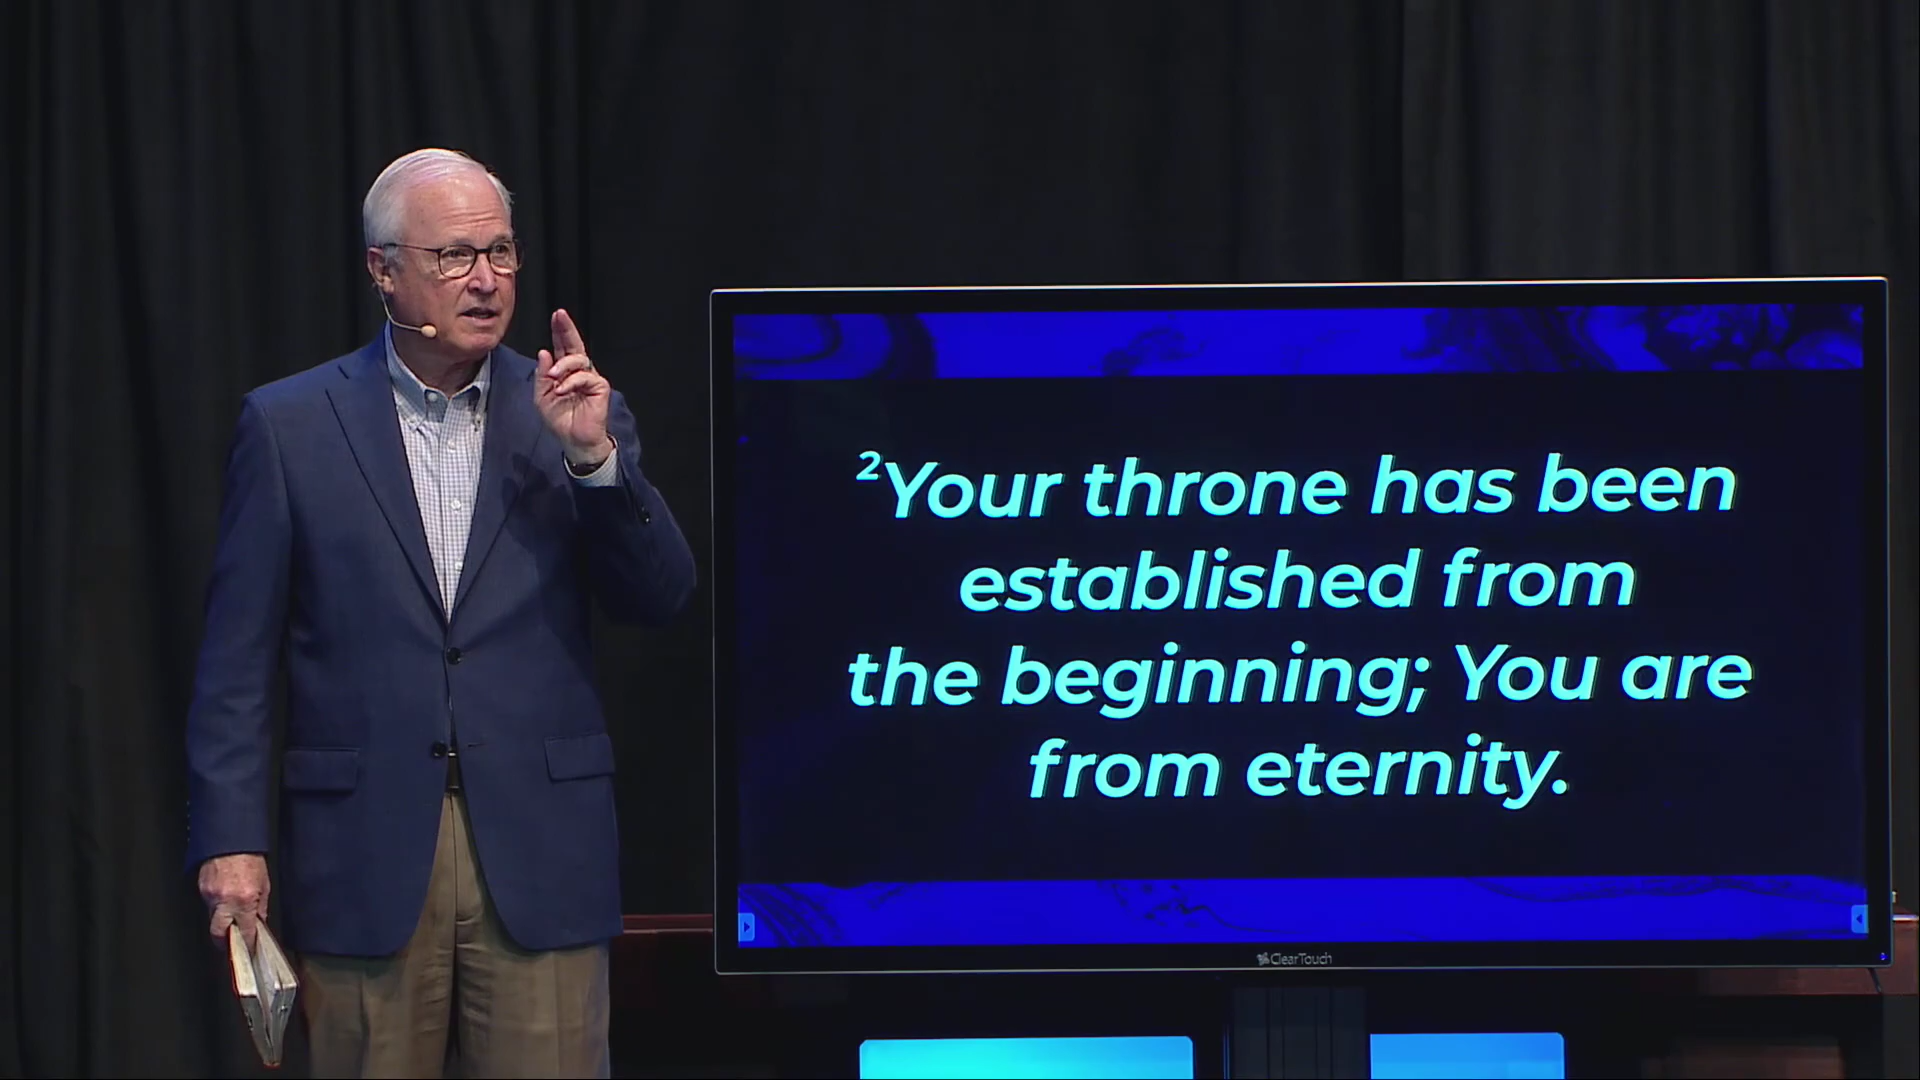 ²Your throne has been
established from
the beginning; You are
from eternity.
ClearTouch